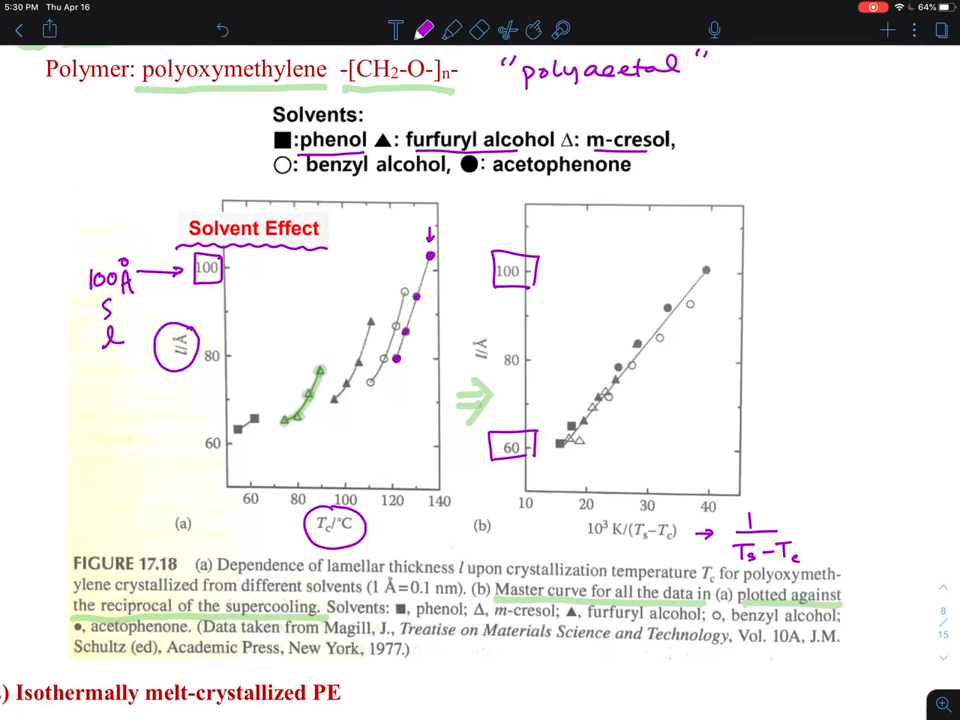 5:30 PM Thu Apr 16
64%
Polymer: polyoxymethylene -[CH2-O-]n- "polyacetal"
Solvents:
■:phenol ▲: furfuryl alcohol Δ: m-cresol,
○: benzyl alcohol, ●: acetophenone
Solvent Effect
100Å
l
100
80
60
l/Å
60 80 100 120 140
(a)
Tc/°C
100
80
60
l/Å
10 20 30 40
(b)
10³ K/(Ts–Tc) → 1/(Ts-Tc)
FIGURE 17.18 (a) Dependence of lamellar thickness l upon crystallization temperature Tc for polyoxymeth-
ylene crystallized from different solvents (1 Å=0.1 nm). (b) Master curve for all the data in (a) plotted against
the reciprocal of the supercooling. Solvents: ■, phenol; Δ, m-cresol; ▲, furfuryl alcohol; o, benzyl alcohol;
●, acetophenone. (Data taken from Magill, J., Treatise on Materials Science and Technology, Vol. 10A, J.M.
Schultz (ed), Academic Press, New York, 1977.)
) Isothermally melt-crystallized PE
8
/
15